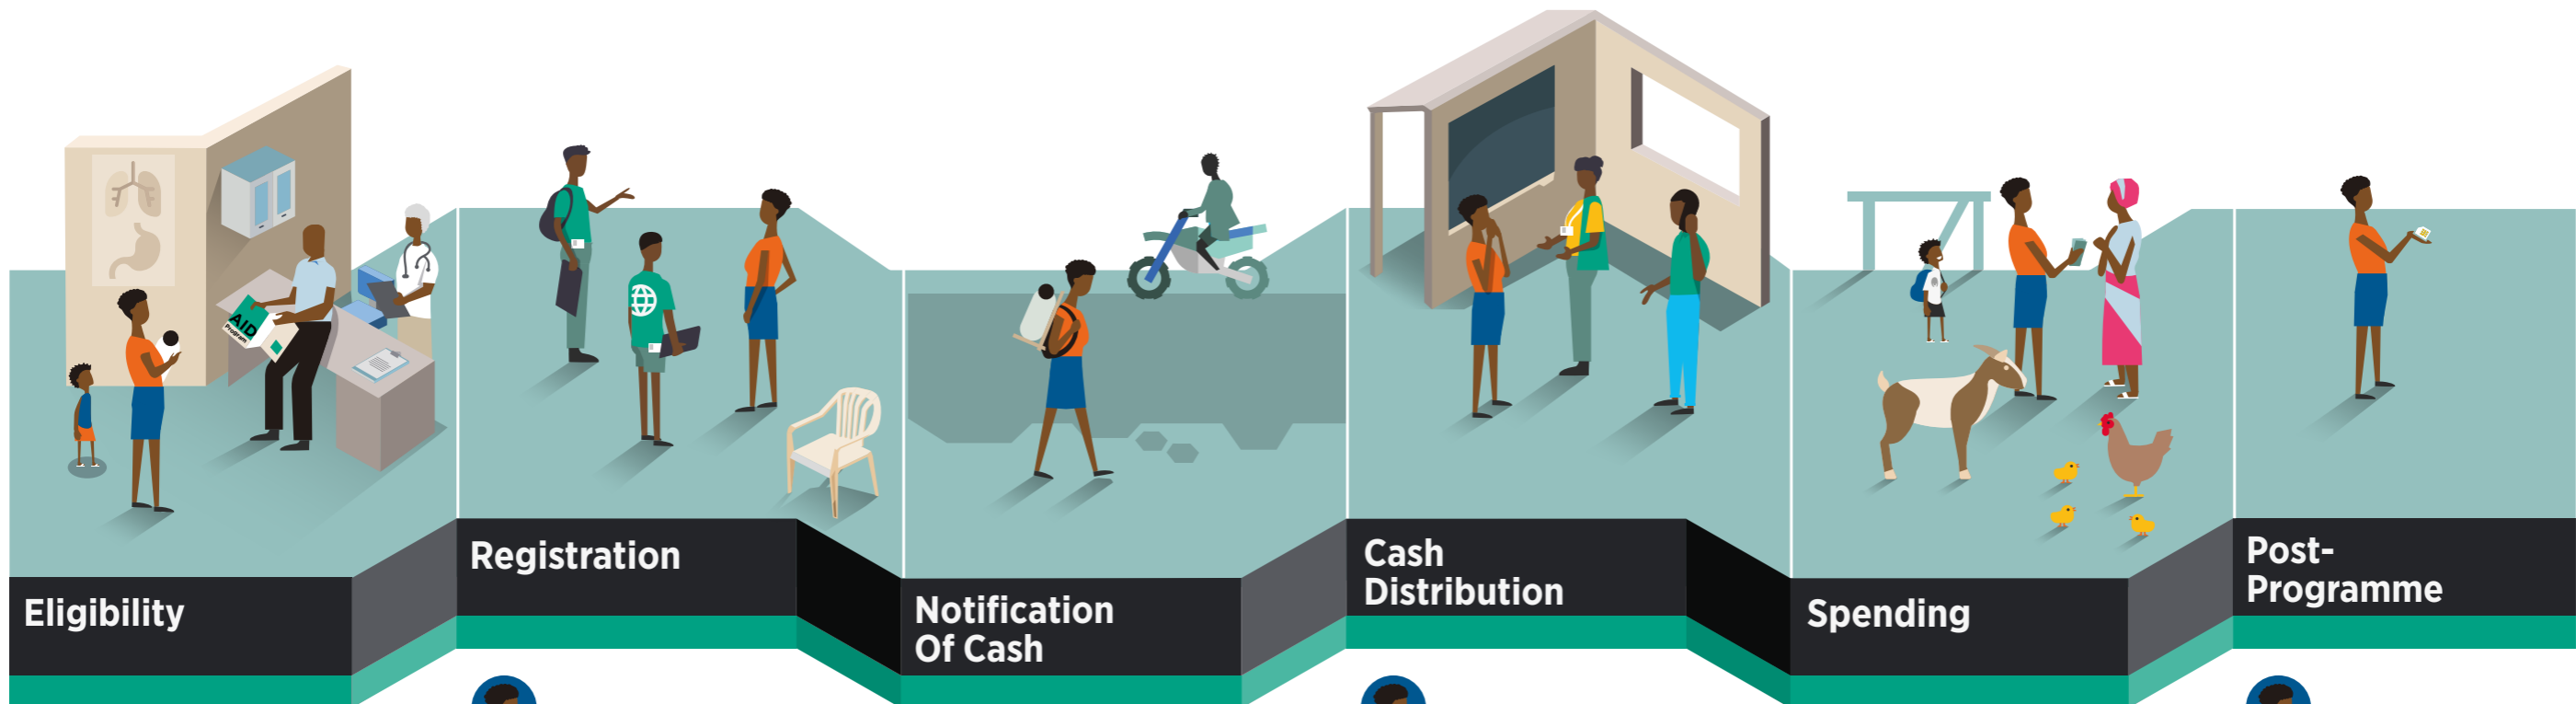 AID
Program
Eligibility
Registration
Notification
Of Cash
Cash
Distribution
Spending
Post-
Programme